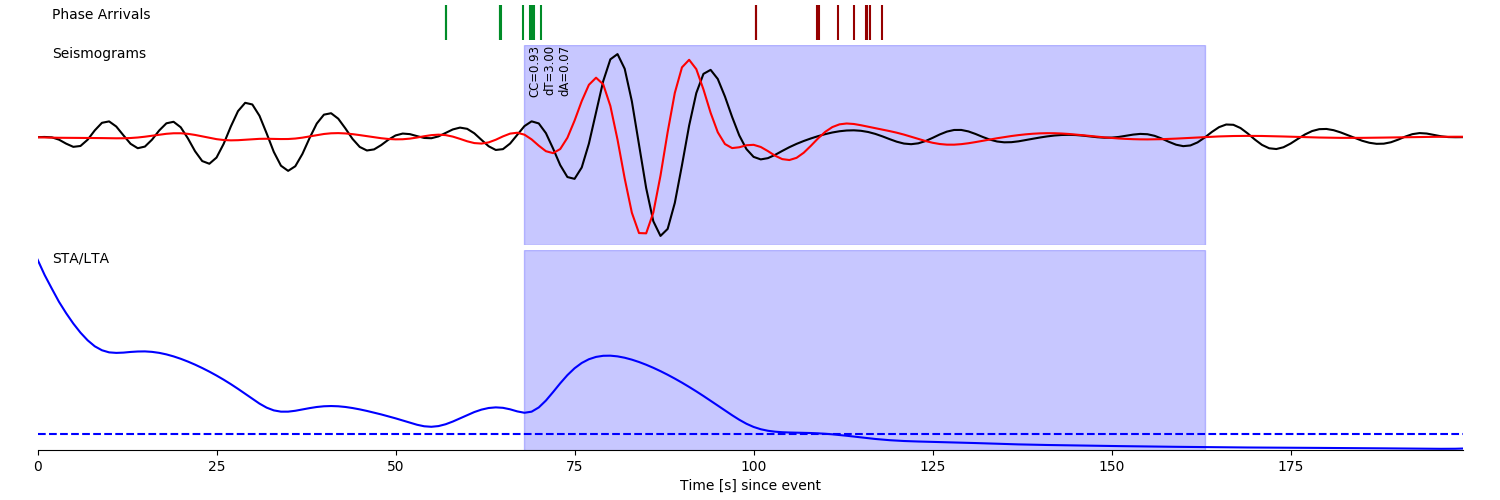 Phase Arrivals
Seismograms
CC=0.93
dT=3.00
dA=0.07
STA/LTA
0 25 50 75 100 125 150 175
Time [s] since event